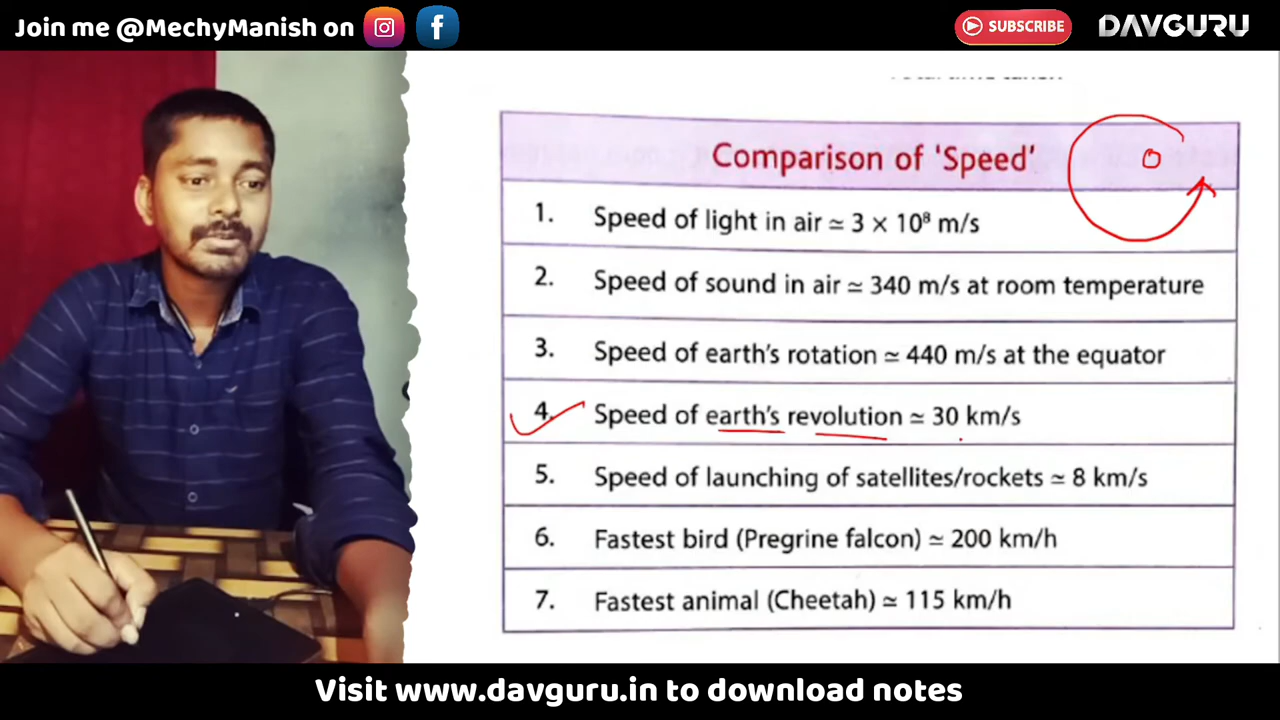 Join me @MechyManish on
SUBSCRIBE
DAVGURU
Comparison of 'Speed'
1. Speed of light in air ≃ 3 × 10⁸ m/s
2. Speed of sound in air ≃ 340 m/s at room temperature
3. Speed of earth's rotation ≃ 440 m/s at the equator
4. Speed of earth's revolution ≃ 30 km/s
5. Speed of launching of satellites/rockets ≃ 8 km/s
6. Fastest bird (Pregrine falcon) ≃ 200 km/h
7. Fastest animal (Cheetah) ≃ 115 km/h
Visit www.davguru.in to download notes